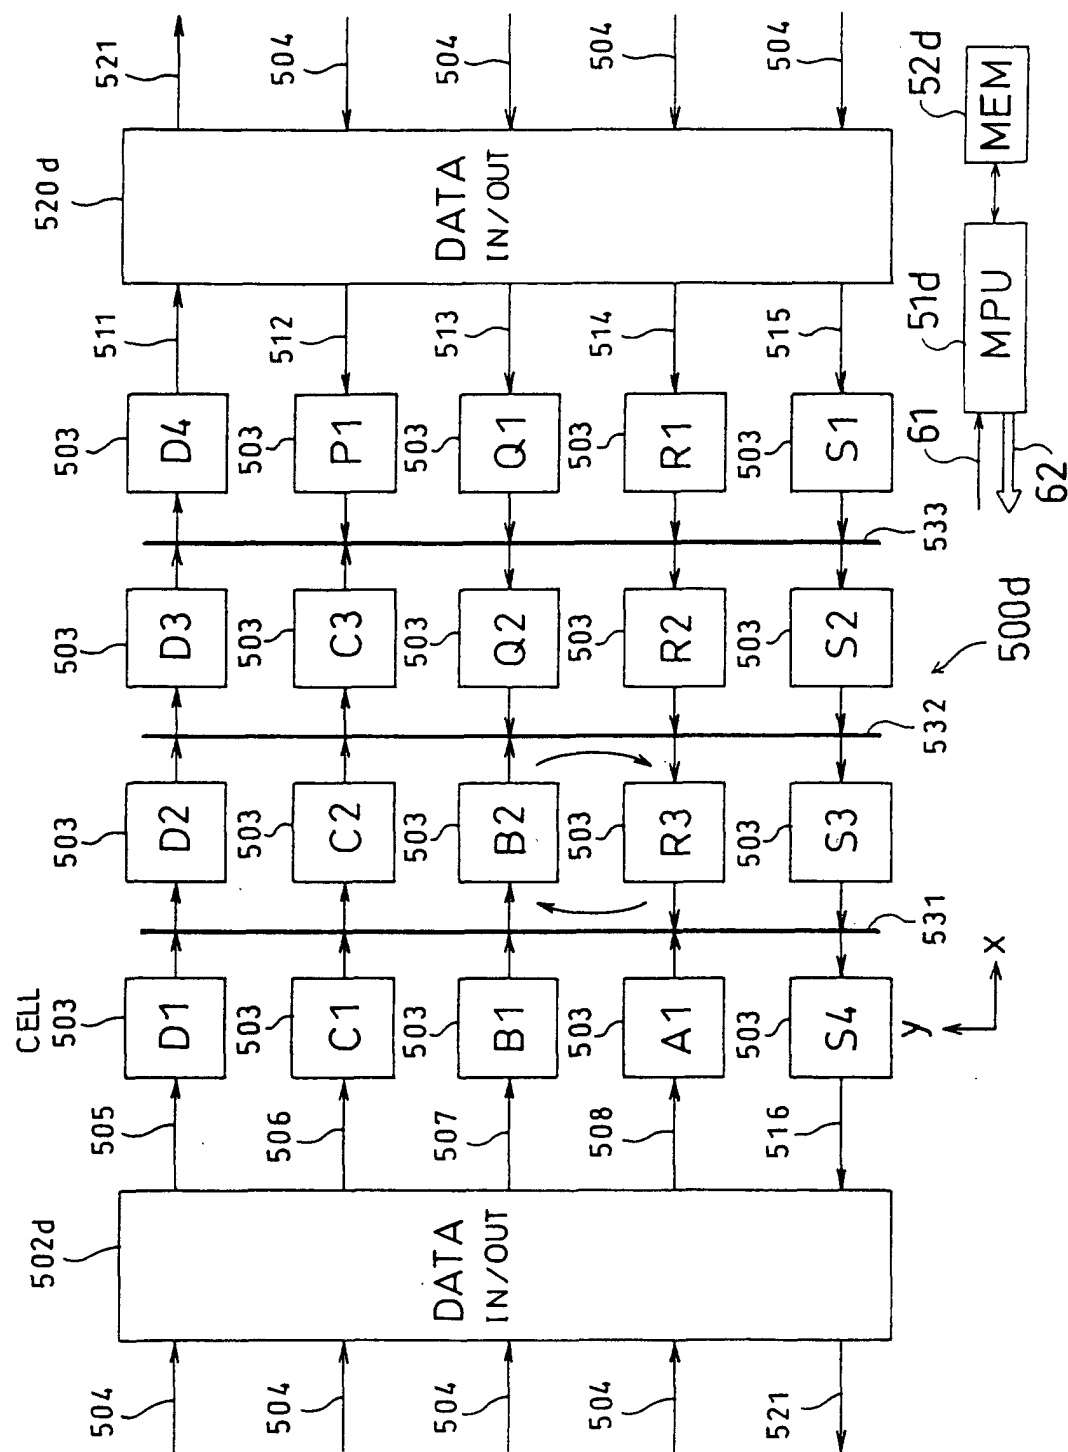 CELL
502d
503
503
503
503
520d
504
505
511
521
D1
D2
D3
D4
503
503
503
503
504
506
512
504
C1
C2
C3
P1
503
503
503
503
504
507
513
504
DATA
IN/OUT
DATA
IN/OUT
B1
B2
Q2
Q1
503
503
503
503
504
508
514
504
A1
R3
R2
R1
503
503
503
503
521
516
515
504
S4
S3
S2
S1
y
x
531
532
533
500d
61
51d
52d
MPU
MEM
62